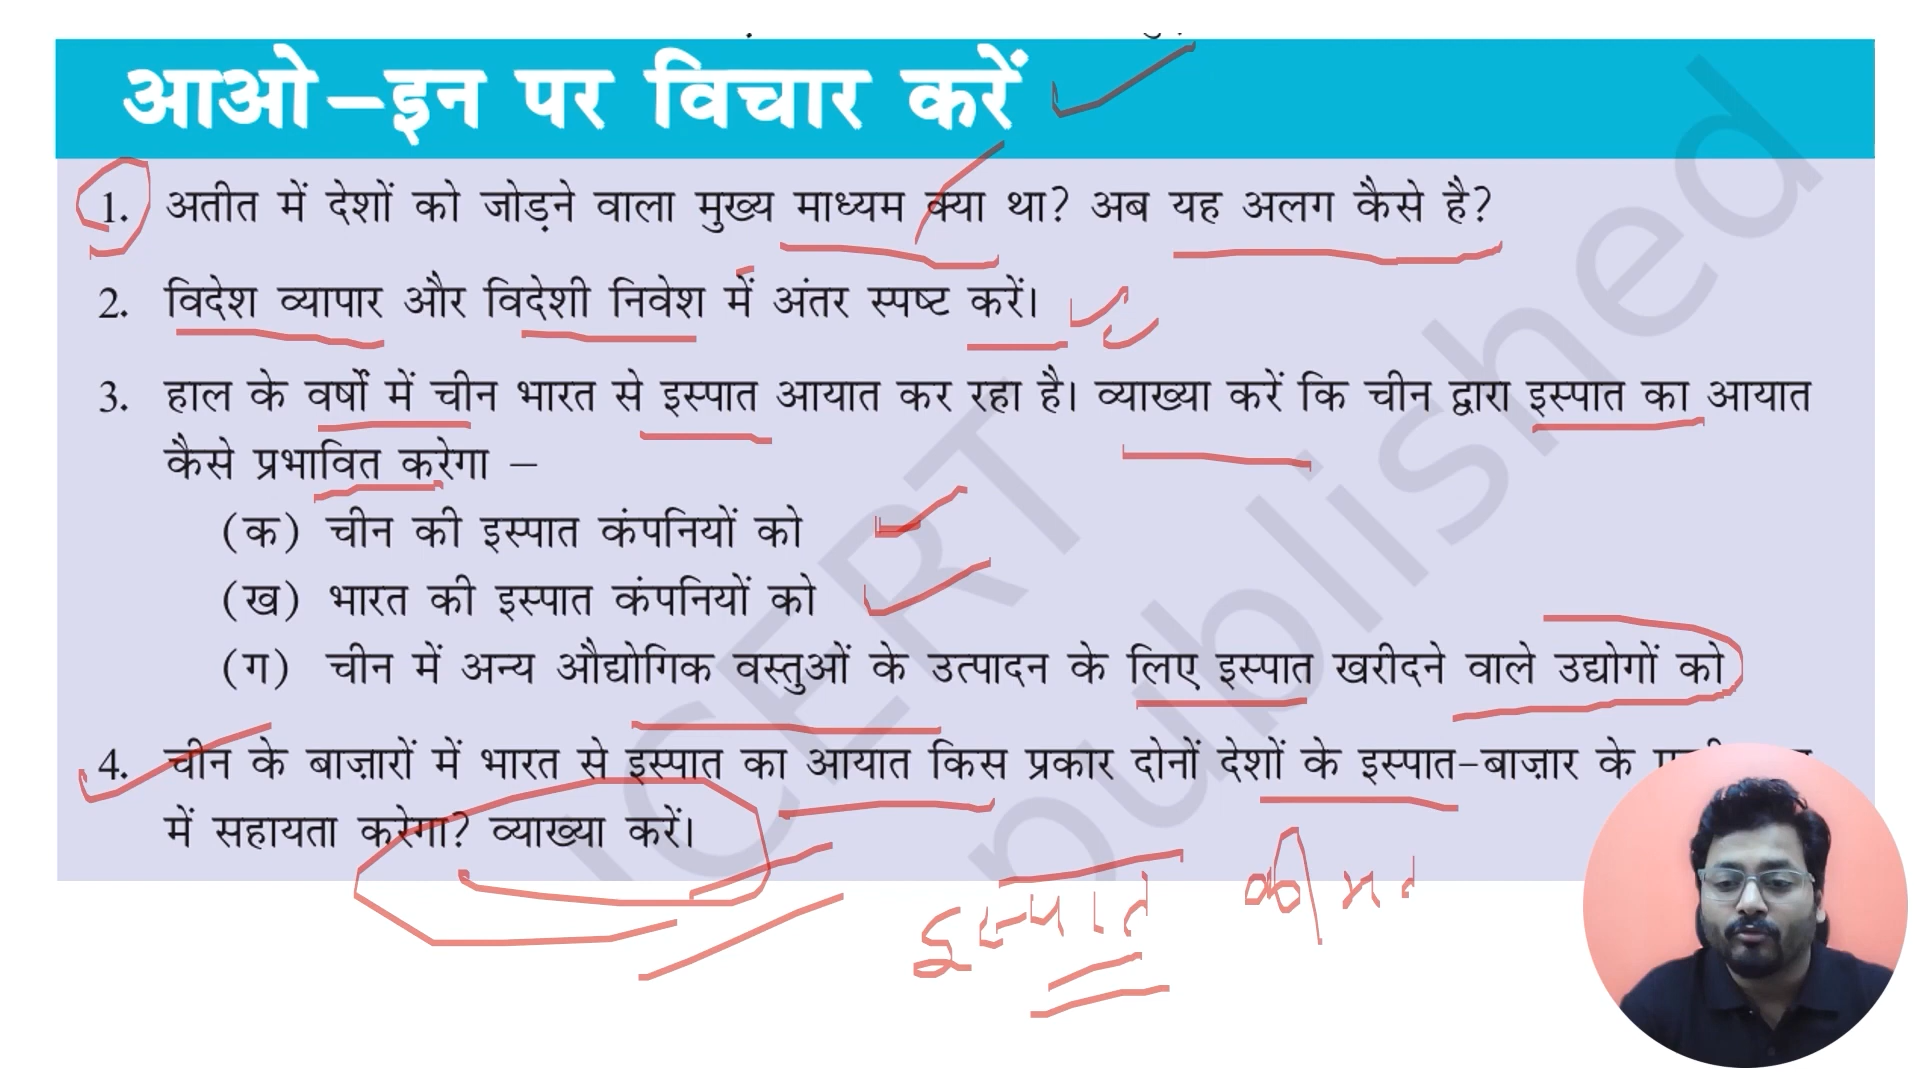 आओ–इन पर विचार करें
1. अतीत में देशों को जोड़ने वाला मुख्य माध्यम क्या था? अब यह अलग कैसे है?
2. विदेश व्यापार और विदेशी निवेश में अंतर स्पष्ट करें।
3. हाल के वर्षों में चीन भारत से इस्पात आयात कर रहा है। व्याख्या करें कि चीन द्वारा इस्पात का आयात
कैसे प्रभावित करेगा –
(क) चीन की इस्पात कंपनियों को
(ख) भारत की इस्पात कंपनियों को
(ग) चीन में अन्य औद्योगिक वस्तुओं के उत्पादन के लिए इस्पात खरीदने वाले उद्योगों को
4. चीन के बाज़ारों में भारत से इस्पात का आयात किस प्रकार दोनों देशों के इस्पात-बाज़ार के
में सहायता करेगा? व्याख्या करें।
इस्पात की
published